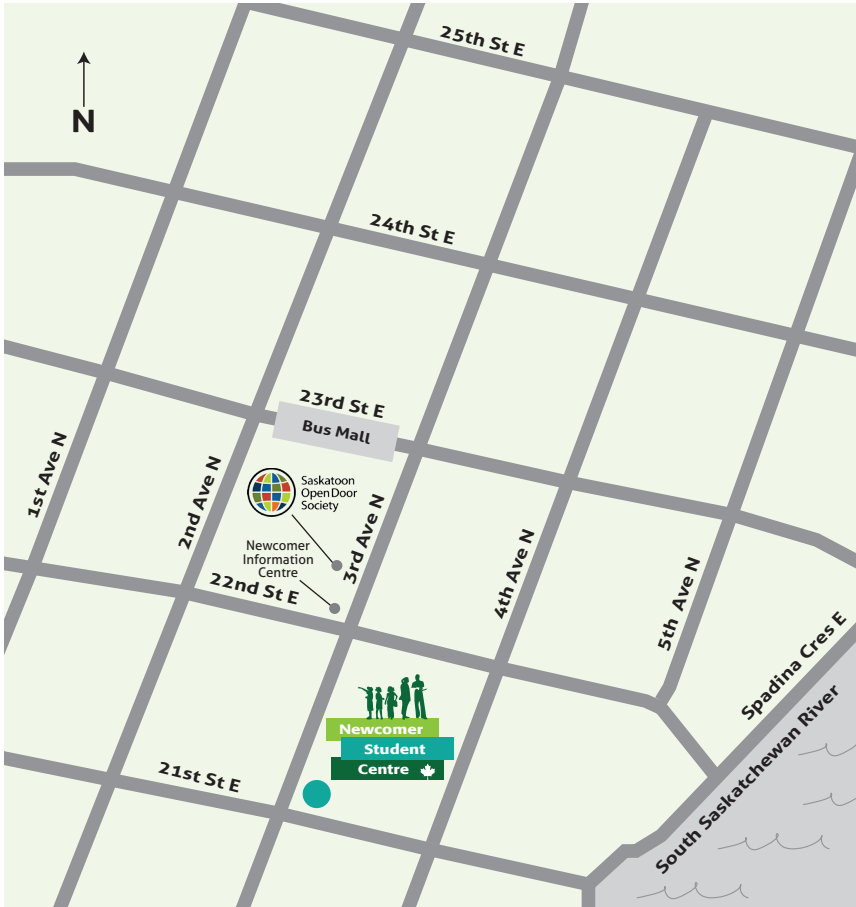 25th St E
N
24th St E
23rd St E
Bus Mall
1st Ave N
2nd Ave N
Saskatoon
Open Door
Society
3rd Ave N
Newcomer
Information
Centre
22nd St E
4th Ave N
5th Ave N
Spadina Cres E
South Saskatchewan River
Newcomer
Student
Centre
21st St E